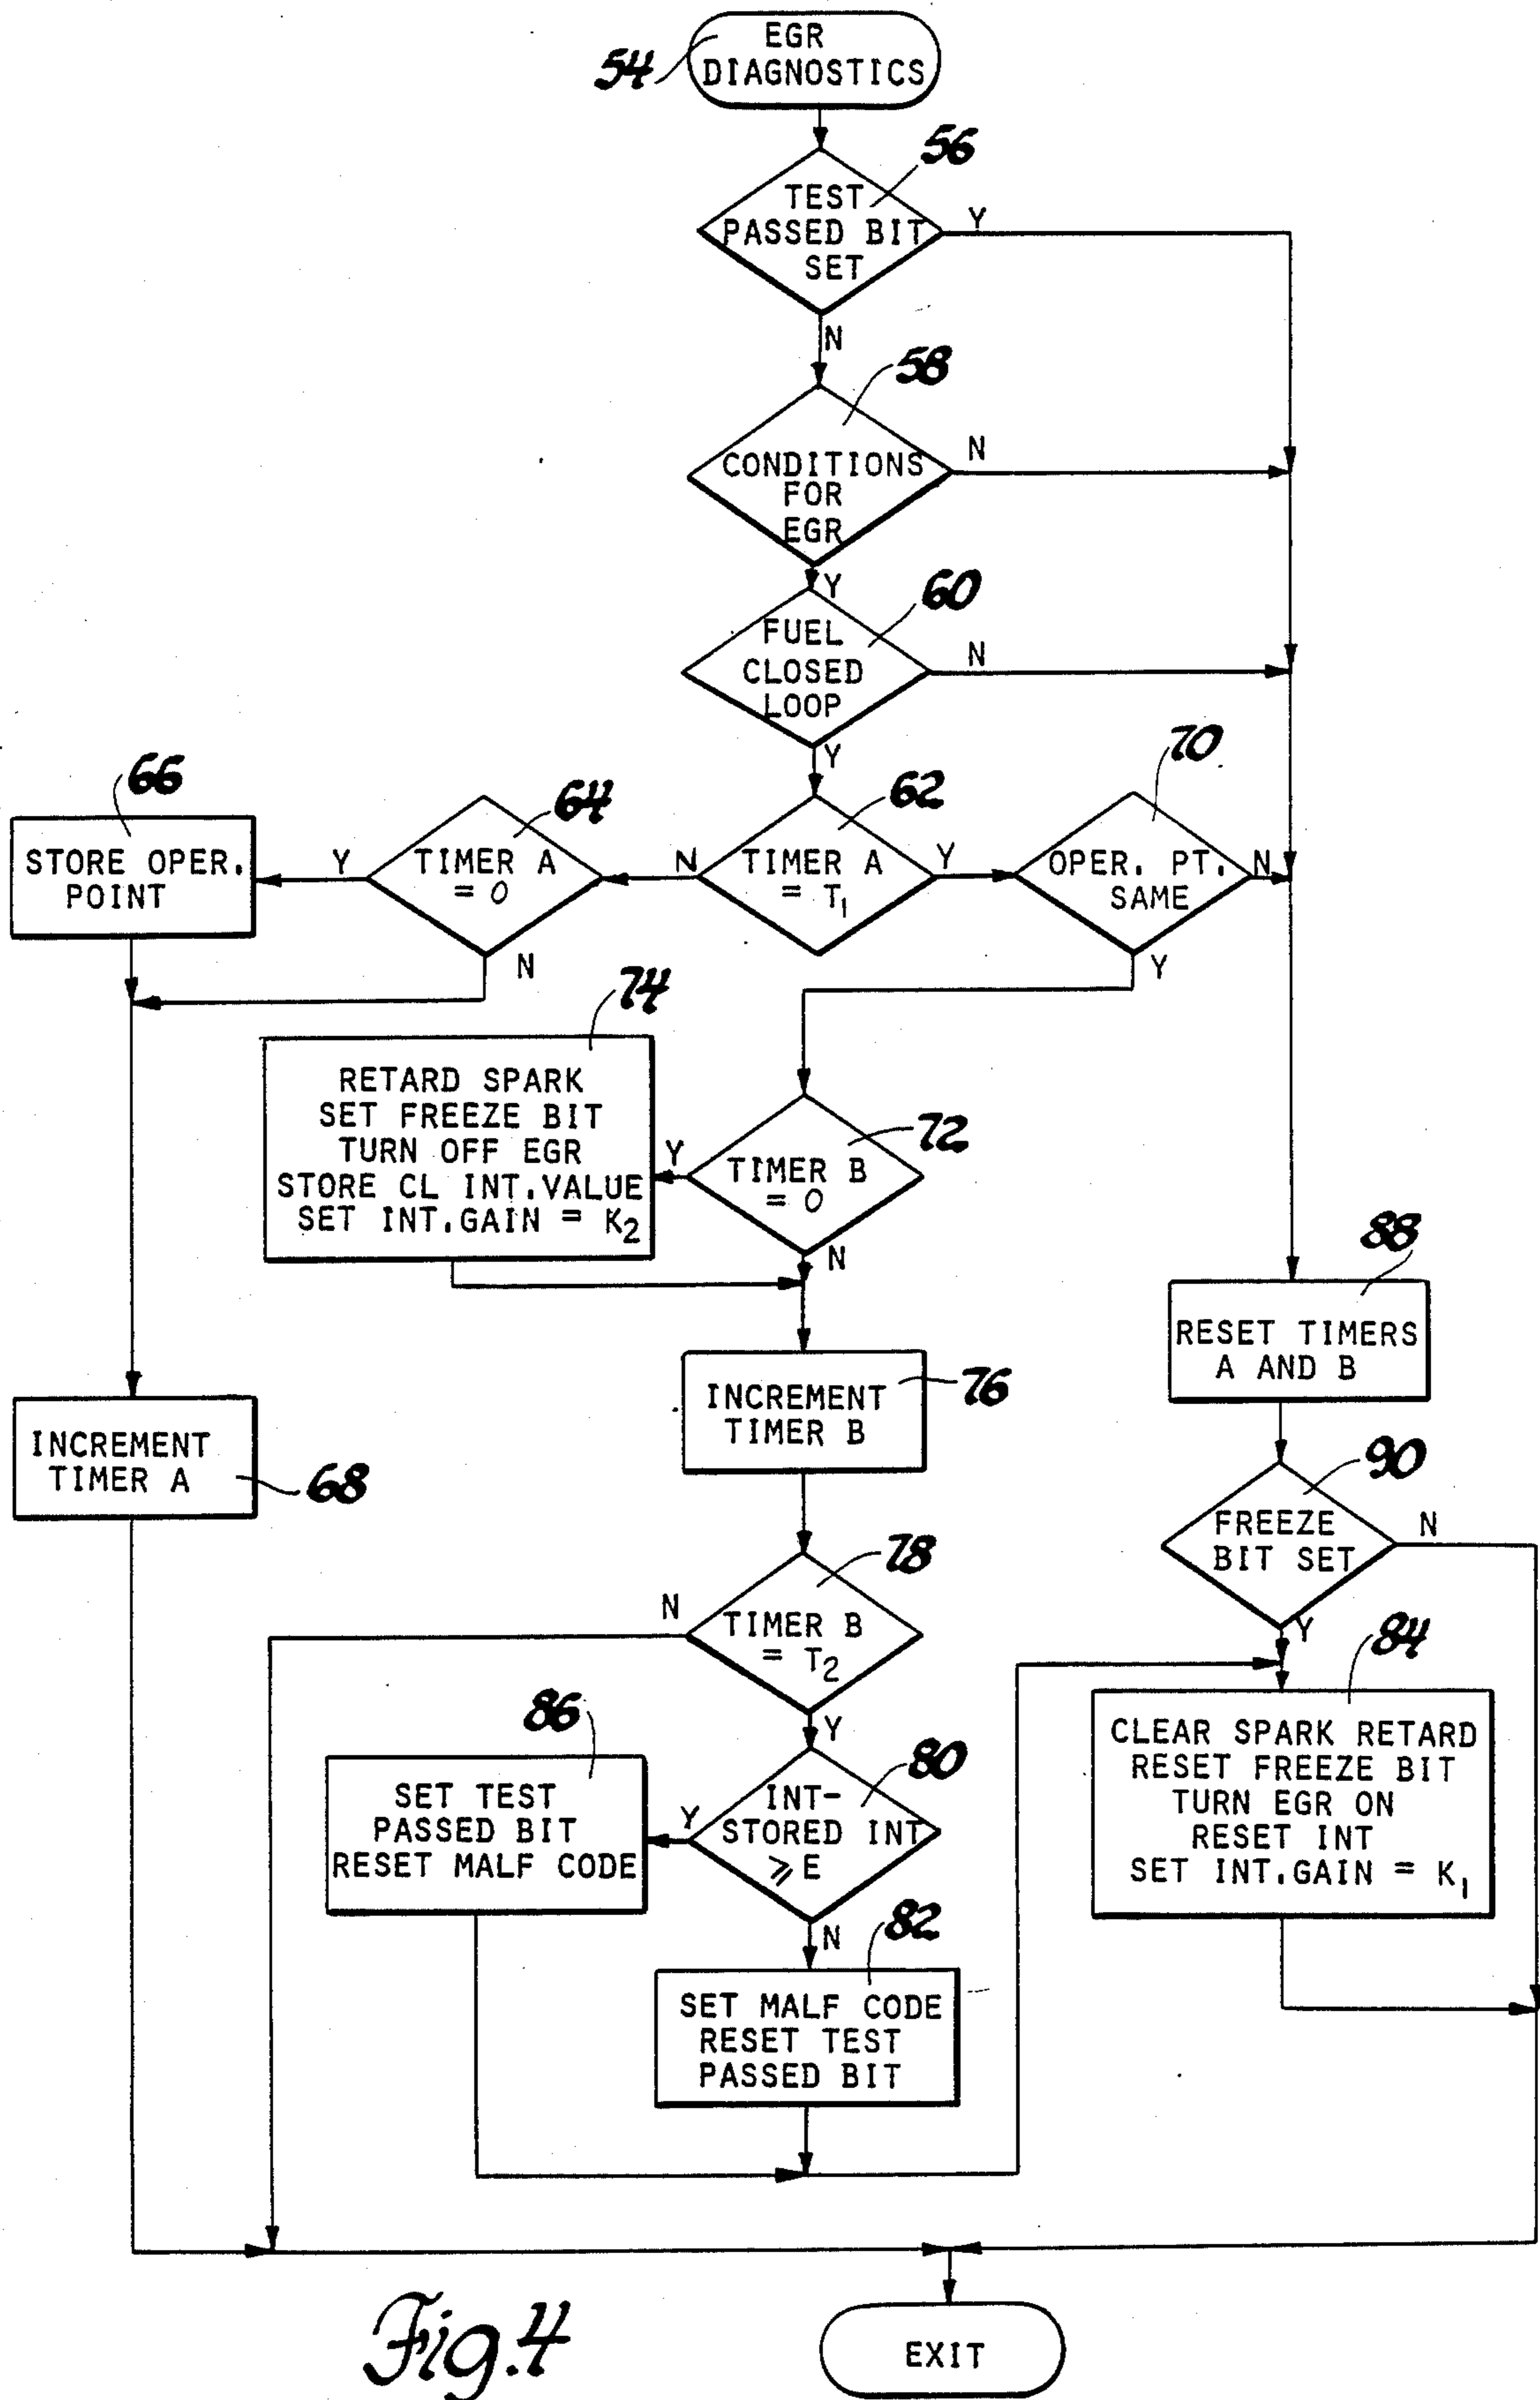 EGR
DIAGNOSTICS
54
TEST
PASSED BIT
SET
56
Y
N
CONDITIONS
FOR
EGR
58
N
Y
FUEL
CLOSED
LOOP
60
N
Y
66
STORE OPER.
POINT
Y
64
TIMER A
= 0
N
N
62
TIMER A
= T₁
Y
70
OPER. PT.
SAME
N
Y
74
RETARD SPARK
SET FREEZE BIT
TURN OFF EGR
STORE CL INT.VALUE
SET INT.GAIN = K₂
Y
72
TIMER B
= 0
N
88
RESET TIMERS
A AND B
INCREMENT
TIMER A
68
INCREMENT
TIMER B
76
90
FREEZE
BIT SET
N
Y
78
TIMER B
= T₂
N
Y
84
CLEAR SPARK RETARD
RESET FREEZE BIT
TURN EGR ON
RESET INT
SET INT.GAIN = K₁
86
SET TEST
PASSED BIT
RESET MALF CODE
Y
80
INT-
STORED INT
⩾ E
N
82
SET MALF CODE
RESET TEST
PASSED BIT
EXIT
Fig.4